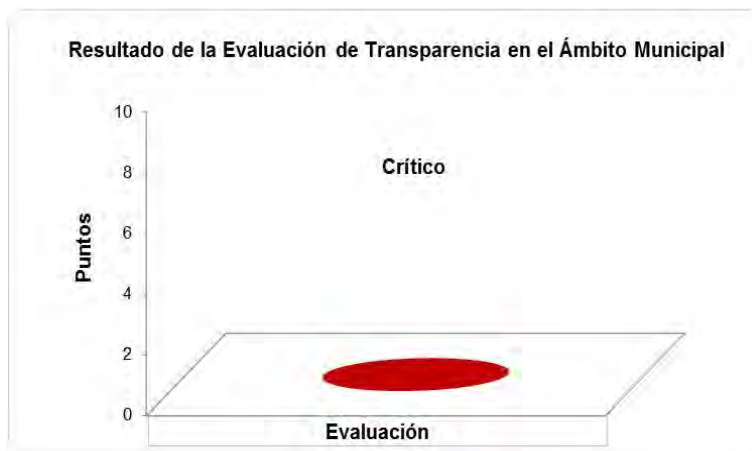 Resultado de la Evaluación de Transparencia en el Ámbito Municipal
10
Crítico
8
6
Puntos
4
2
0
Evaluación